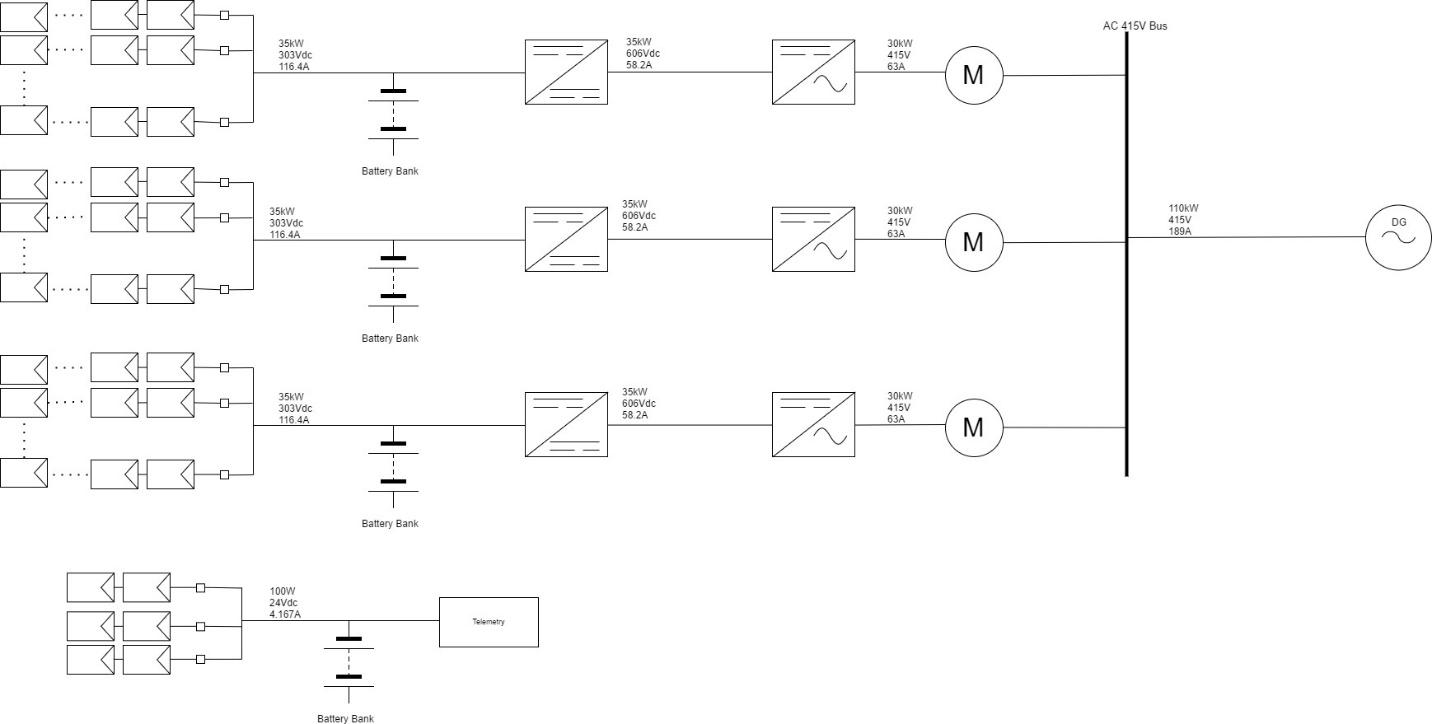 AC 415V Bus
35kW
303Vdc
116.4A
35kW
606Vdc
58.2A
30kW
415V
63A
M
Battery Bank
35kW
303Vdc
116.4A
35kW
606Vdc
58.2A
30kW
415V
63A
M
110kW
415V
189A
DG
Battery Bank
35kW
303Vdc
116.4A
35kW
606Vdc
58.2A
30kW
415V
63A
M
Battery Bank
100W
24Vdc
4.167A
Telemetry
Battery Bank